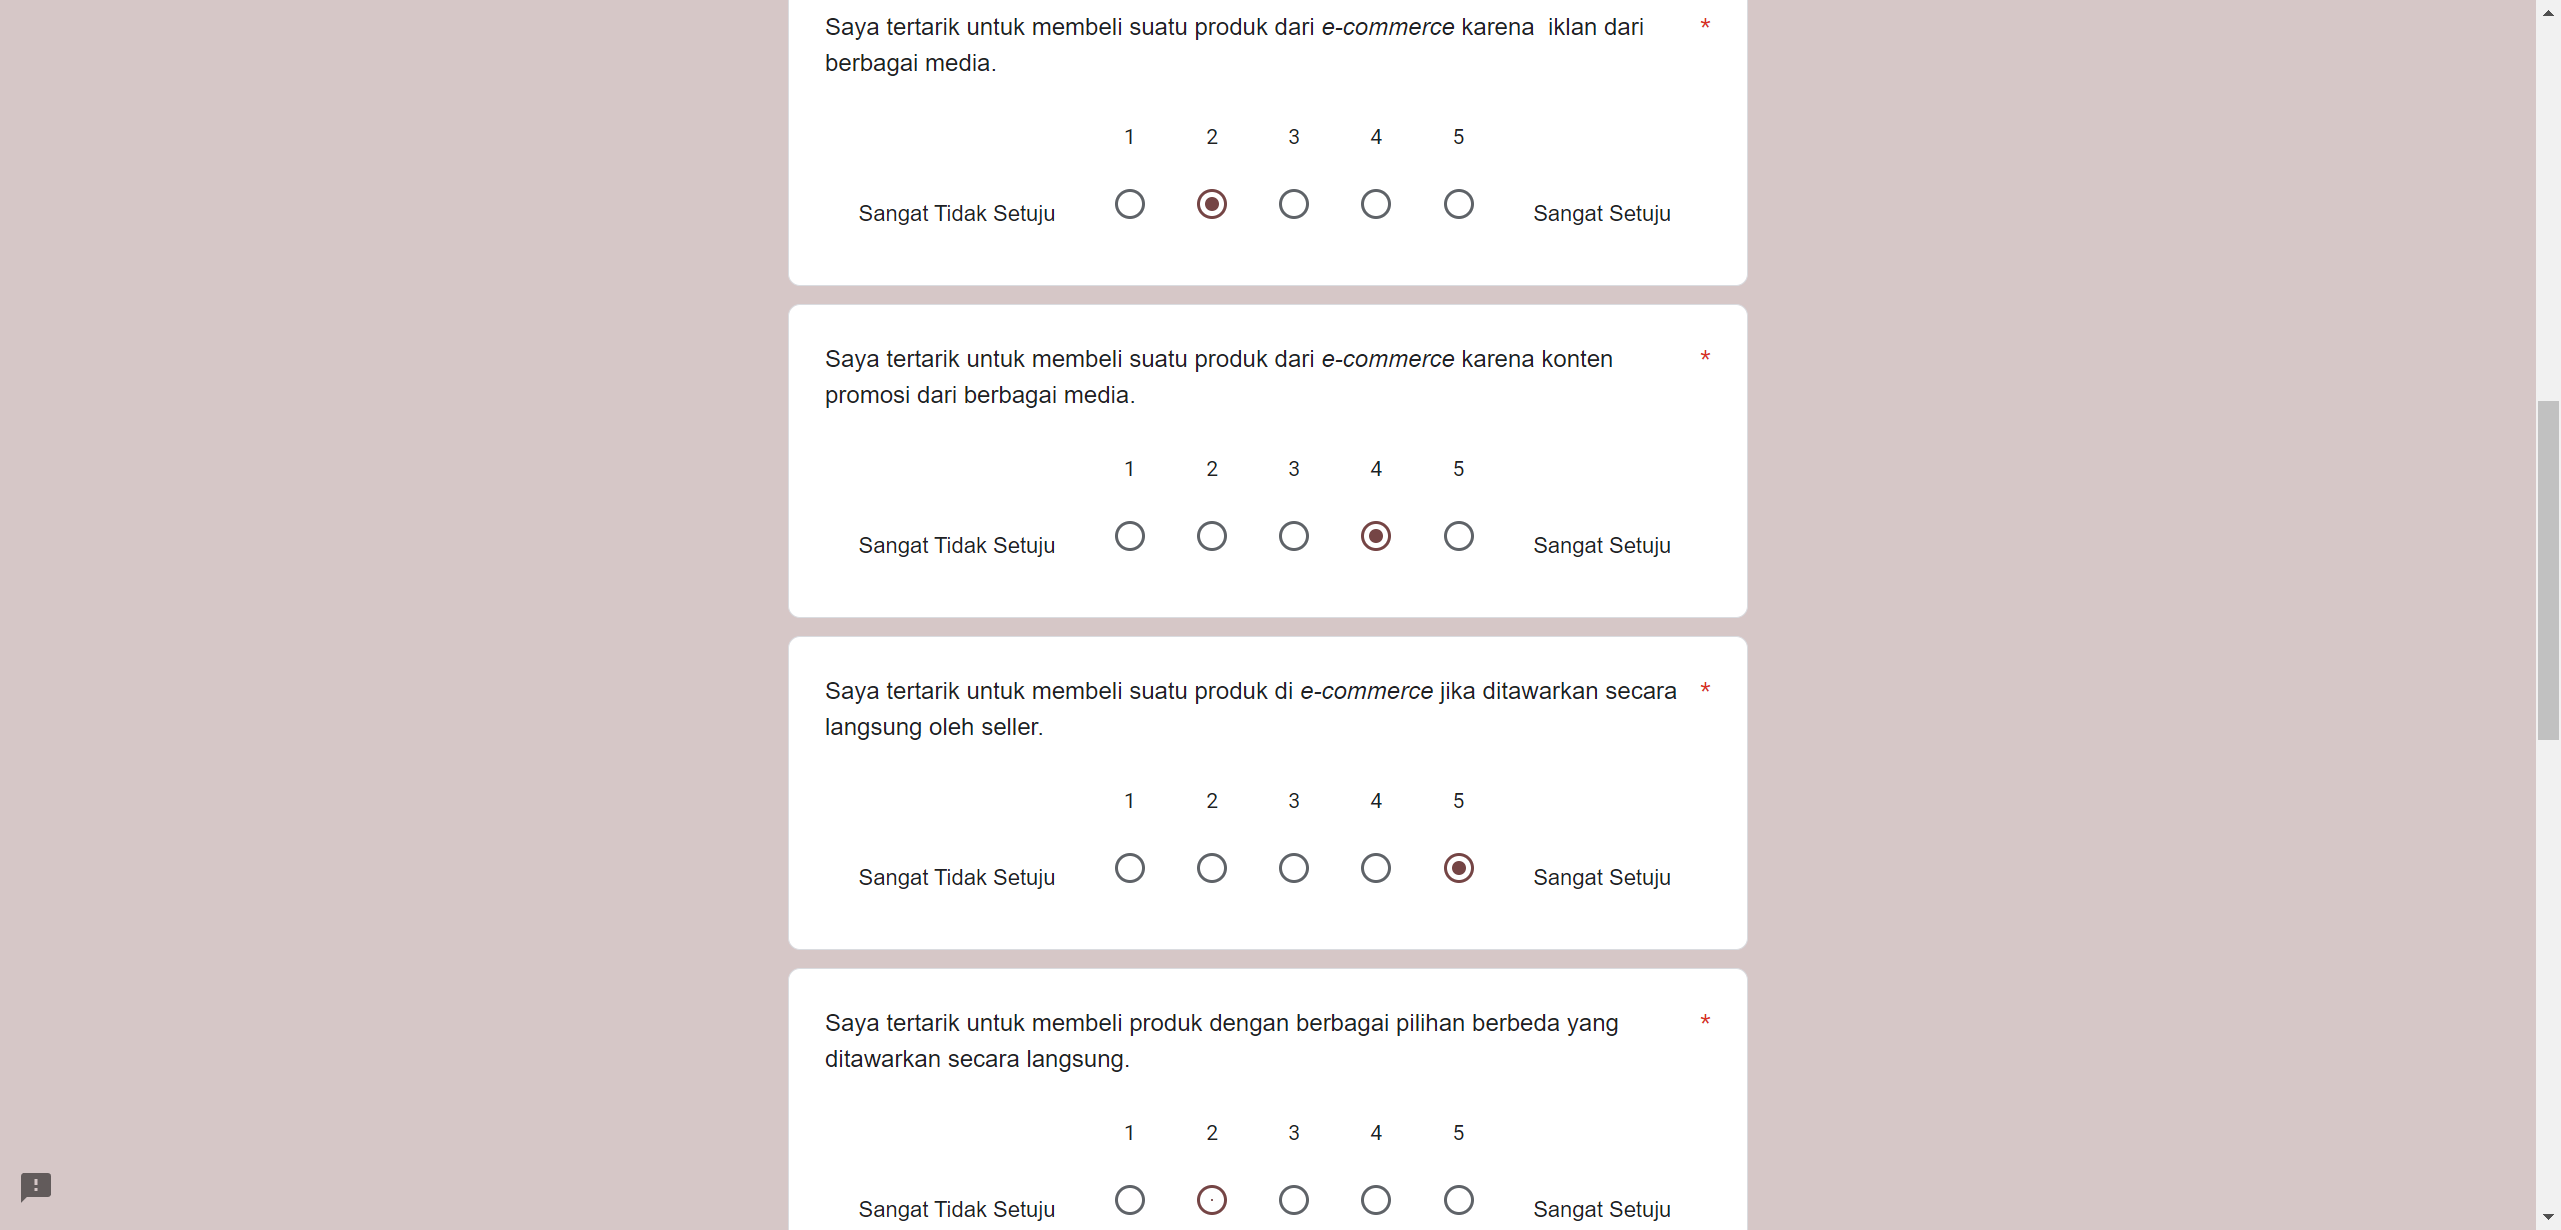 Saya tertarik untuk membeli suatu produk dari e-commerce karena  iklan dari *
berbagai media.
1 2 3 4 5
Sangat Tidak Setuju Sangat Setuju
Saya tertarik untuk membeli suatu produk dari e-commerce karena konten *
promosi dari berbagai media.
1 2 3 4 5
Sangat Tidak Setuju Sangat Setuju
Saya tertarik untuk membeli suatu produk di e-commerce jika ditawarkan secara *
langsung oleh seller.
1 2 3 4 5
Sangat Tidak Setuju Sangat Setuju
Saya tertarik untuk membeli produk dengan berbagai pilihan berbeda yang *
ditawarkan secara langsung.
1 2 3 4 5
Sangat Tidak Setuju Sangat Setuju